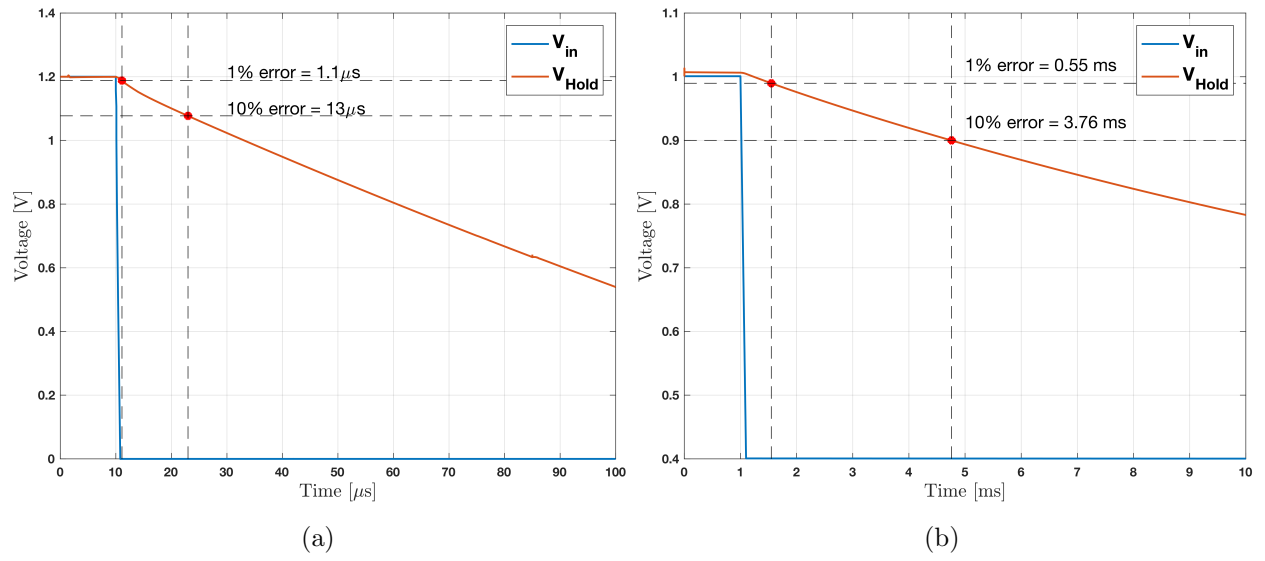 1.4
1.2
1
0.8
0.6
0.4
0.2
0
0 10 20 30 40 50 60 70 80 90 100
Voltage [V]
Time [μs]
1% error = 1.1μs
10% error = 13μs
V_in
V_Hold
(a)
1.1
1
0.9
0.8
0.7
0.6
0.5
0.4
0 1 2 3 4 5 6 7 8 9 10
Voltage [V]
Time [ms]
1% error = 0.55 ms
10% error = 3.76 ms
V_in
V_Hold
(b)